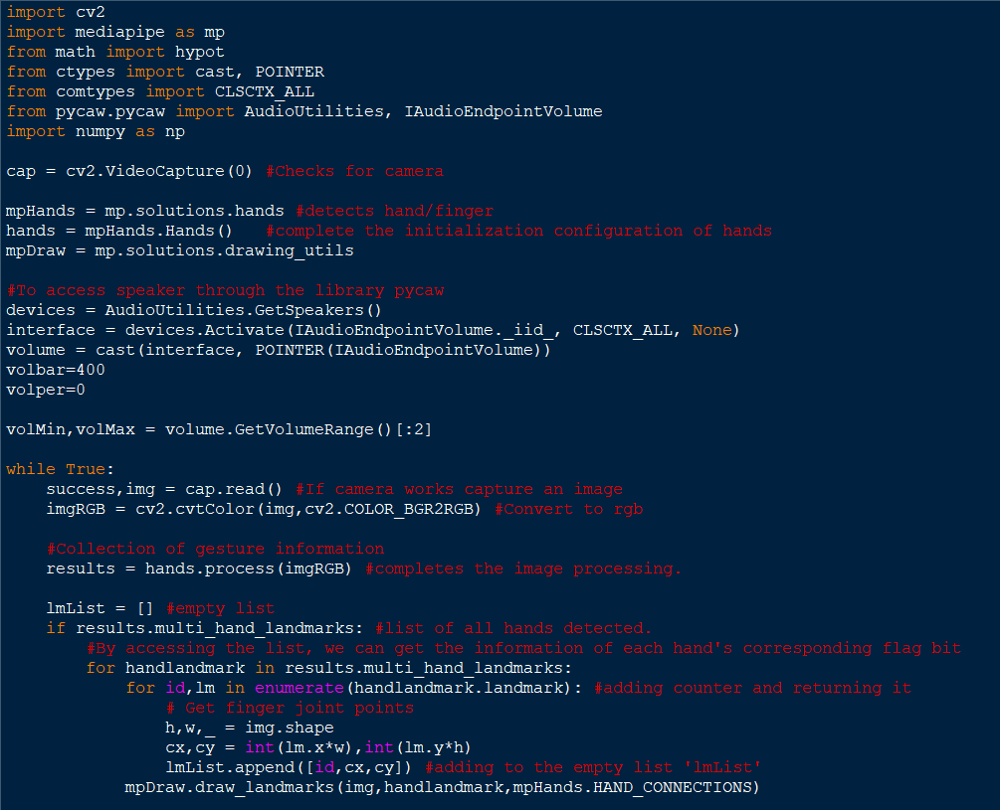 import cv2
import mediapipe as mp
from math import hypot
from ctypes import cast, POINTER
from comtypes import CLSCTX_ALL
from pycaw.pycaw import AudioUtilities, IAudioEndpointVolume
import numpy as np

cap = cv2.VideoCapture(0) #Checks for camera

mpHands = mp.solutions.hands #detects hand/finger
hands = mpHands.Hands()   #complete the initialization configuration of hands
mpDraw = mp.solutions.drawing_utils

#To access speaker through the library pycaw
devices = AudioUtilities.GetSpeakers()
interface = devices.Activate(IAudioEndpointVolume._iid_, CLSCTX_ALL, None)
volume = cast(interface, POINTER(IAudioEndpointVolume))
volbar=400
volper=0

volMin,volMax = volume.GetVolumeRange()[:2]

while True:
    success,img = cap.read() #If camera works capture an image
    imgRGB = cv2.cvtColor(img,cv2.COLOR_BGR2RGB) #Convert to rgb

    #Collection of gesture information
    results = hands.process(imgRGB) #completes the image processing.

    lmList = [] #empty list
    if results.multi_hand_landmarks: #list of all hands detected.
        #By accessing the list, we can get the information of each hand's corresponding flag bit
        for handlandmark in results.multi_hand_landmarks:
            for id,lm in enumerate(handlandmark.landmark): #adding counter and returning it
                # Get finger joint points
                h,w,_ = img.shape
                cx,cy = int(lm.x*w),int(lm.y*h)
                lmList.append([id,cx,cy]) #adding to the empty list 'lmList'
            mpDraw.draw_landmarks(img,handlandmark,mpHands.HAND_CONNECTIONS)